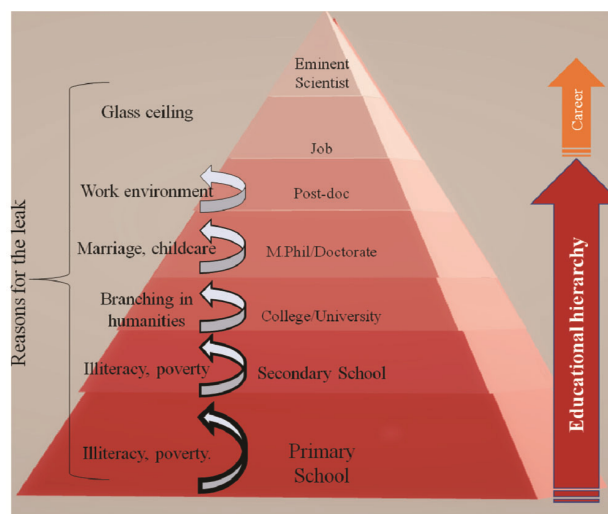 Eminent
Scientist
Glass ceiling
Job
Work environment
Post-doc
Marriage, childcare
M.Phil/Doctorate
Branching in
humanities
College/University
Illiteracy, poverty
Secondary School
Illiteracy, poverty.
Primary
School
Reasons for the leak
Career
Educational hierarchy